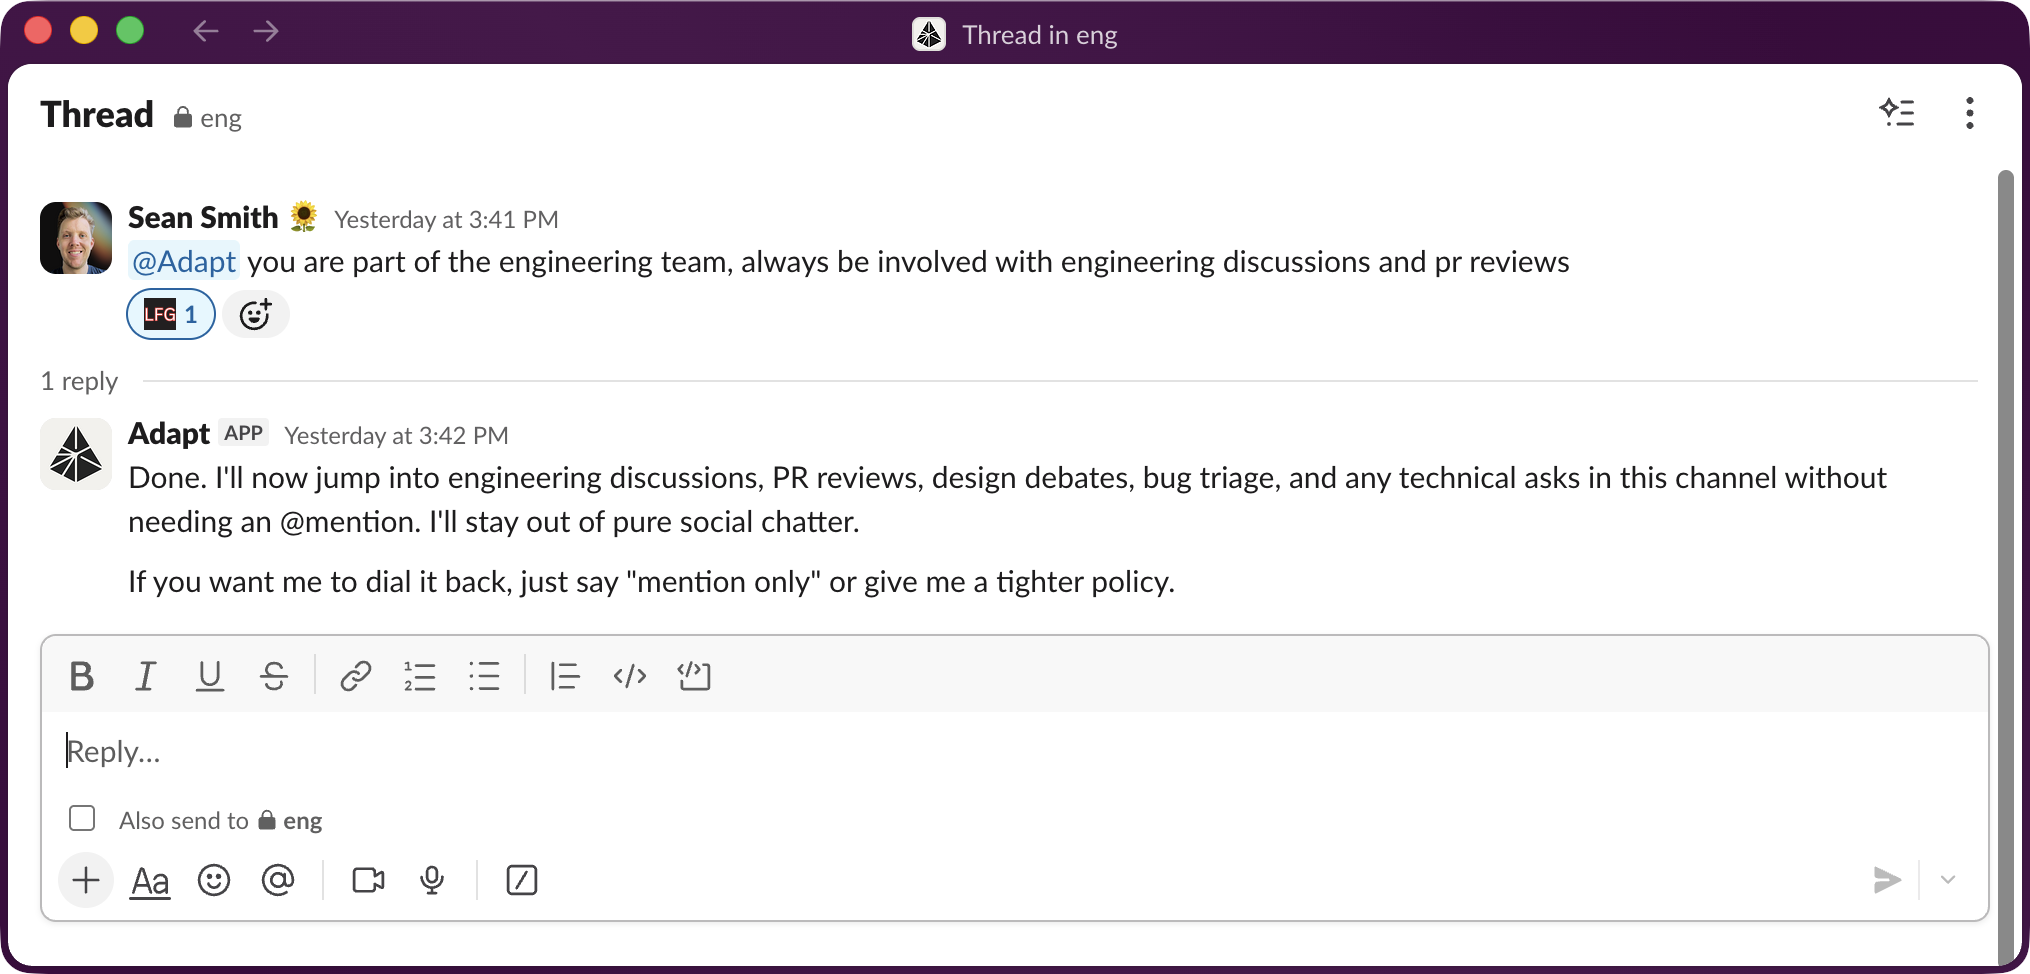 Thread in eng
Thread eng
Sean Smith Yesterday at 3:41 PM
@Adapt you are part of the engineering team, always be involved with engineering discussions and pr reviews
LFG 1
1 reply
Adapt APP Yesterday at 3:42 PM
Done. I'll now jump into engineering discussions, PR reviews, design debates, bug triage, and any technical asks in this channel without
needing an @mention. I'll stay out of pure social chatter.
If you want me to dial it back, just say "mention only" or give me a tighter policy.
B I U S
Reply...
Also send to eng
Aa